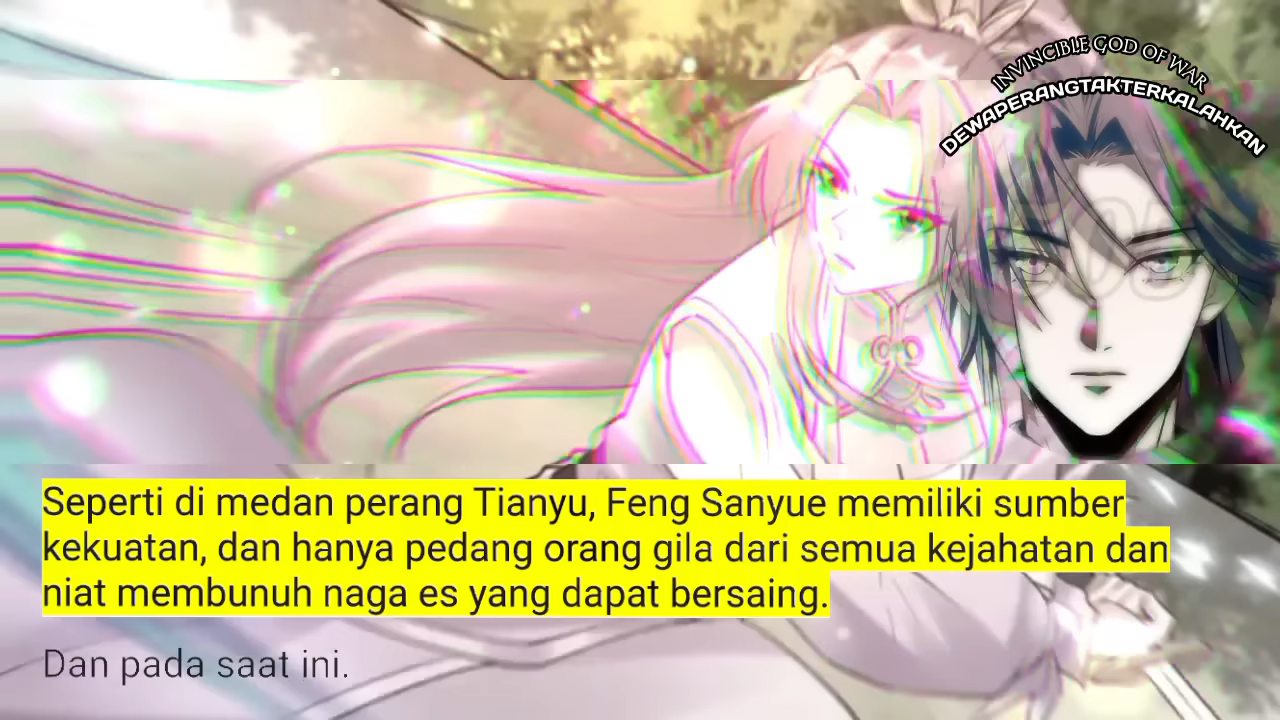 INVINCIBLE GOD OF WAR
DEWAPERANGTAKTERKALAHKAN
Seperti di medan perang Tianyu, Feng Sanyue memiliki sumber
kekuatan, dan hanya pedang orang gila dari semua kejahatan dan
niat membunuh naga es yang dapat bersaing.
Dan pada saat ini.